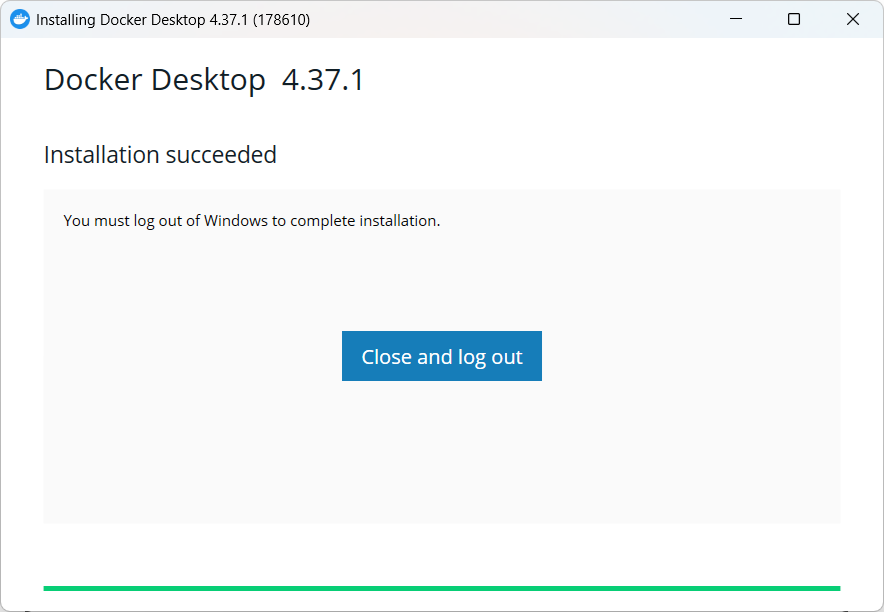 Installing Docker Desktop 4.37.1 (178610)
Docker Desktop 4.37.1
Installation succeeded
You must log out of Windows to complete installation.
Close and log out